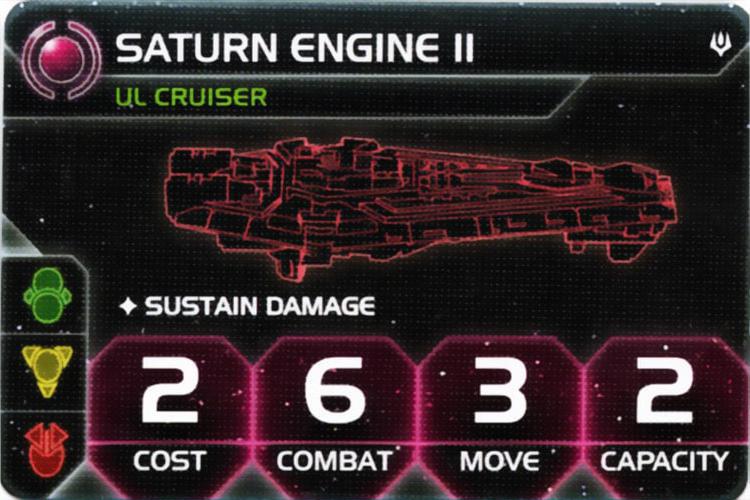 SATURN ENGINE II
UL CRUISER
✦ SUSTAIN DAMAGE
2 6 3 2
COST COMBAT MOVE CAPACITY